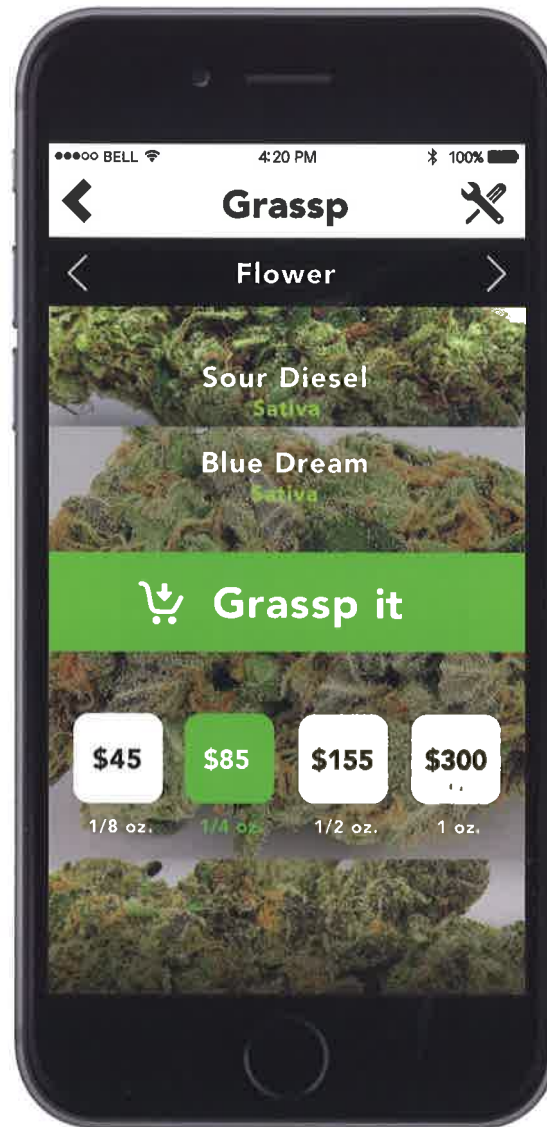 ●●●○○ BELL 4:20 PM 100%
Grassp
Flower
Sour Diesel
Sativa
Blue Dream
Sativa
Grassp it
$45 $85 $155 $300
1/8 oz. 1/4 oz. 1/2 oz. 1 oz.